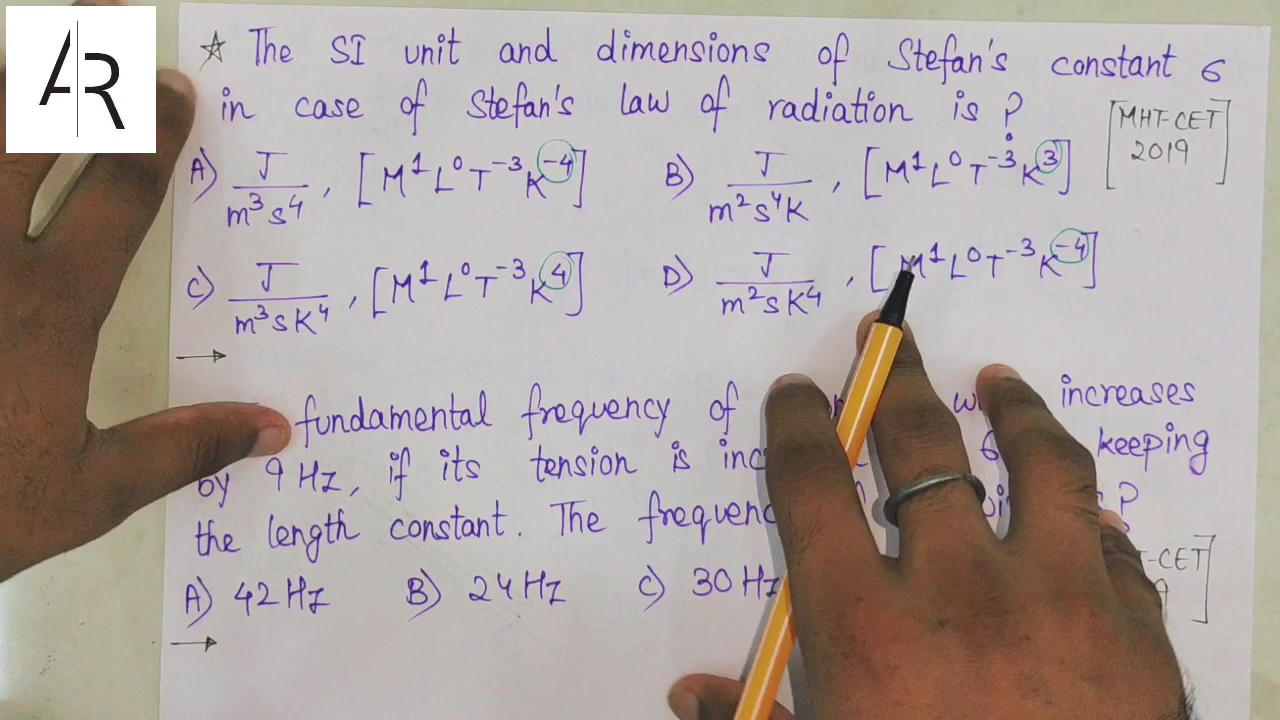 AR
☆ The SI unit and dimensions of Stefan's constant σ
in case of Stefan's law of radiation is ?
[MHT-CET
2019]
A) J/m³s⁴, [M¹L⁰T⁻³K⁻⁴] B) J/m²s⁴K, [M¹L⁰T⁻³K³]
C) J/m³sK⁴, [M¹L⁰T⁻³K⁴] D) J/m²sK⁴, [M¹L⁰T⁻³K⁻⁴]
→
fundamental frequency of increases
by 9 Hz, if its tension is keeping
the length constant. The ?
-CET]
A) 42 Hz B) 24 Hz C) 30 Hz
→